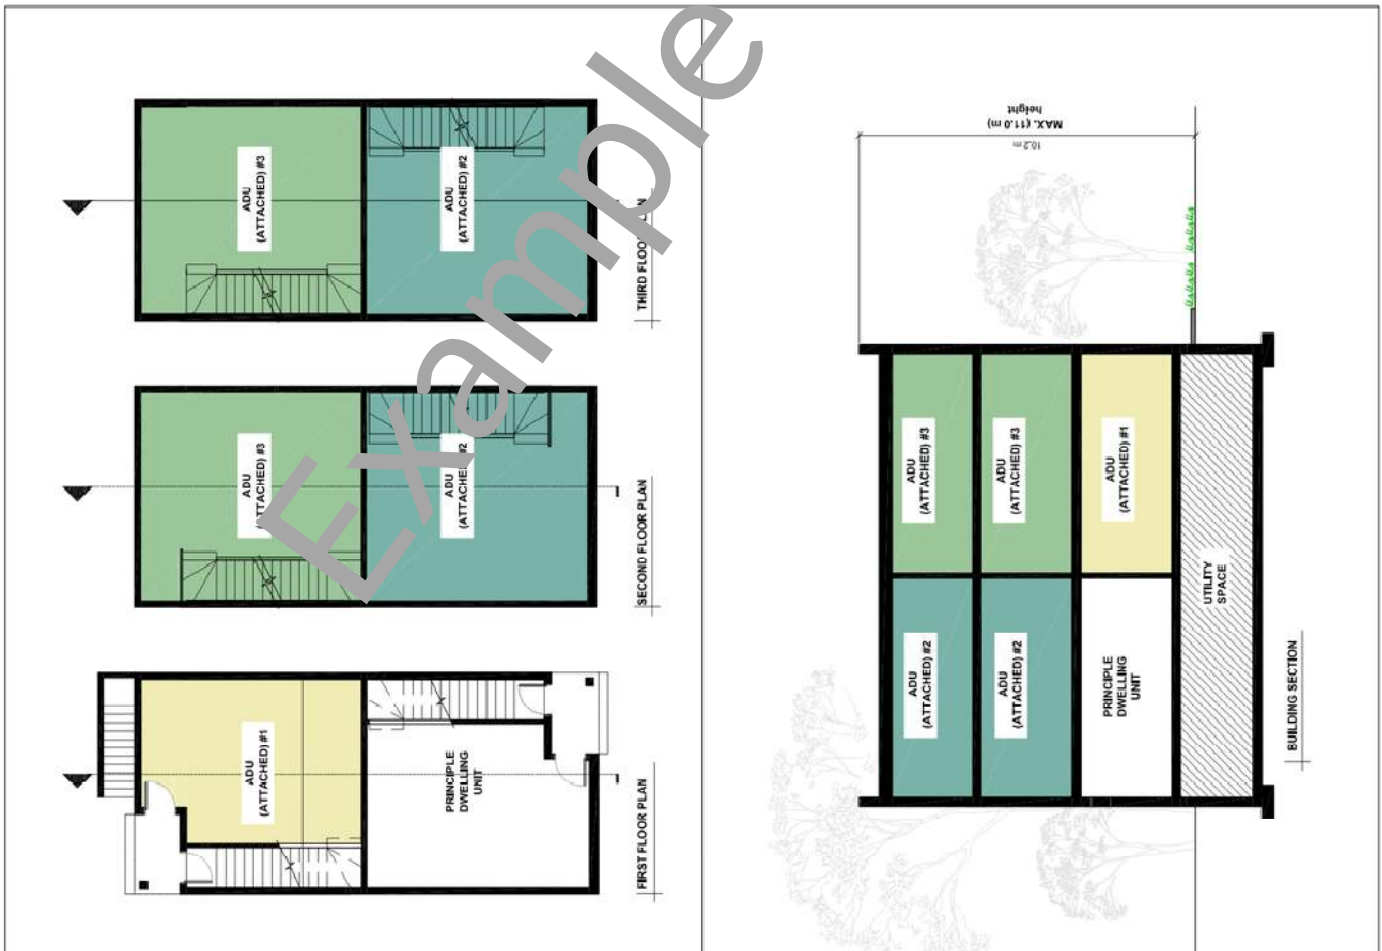 ADU
(ATTACHED) #3
ADU
(ATTACHED) #2
THIRD FLOOR PLAN
ADU
(ATTACHED) #3
ADU
(ATTACHED) #2
SECOND FLOOR PLAN
ADU
(ATTACHED) #1
PRINCIPLE
DWELLING
UNIT
FIRST FLOOR PLAN
Example
MAX. (11.0 m)
height
10.2 m
ADU
(ATTACHED) #3
ADU
(ATTACHED) #3
ADU
(ATTACHED) #1
ADU
(ATTACHED) #2
ADU
(ATTACHED) #2
PRINCIPLE
DWELLING
UNIT
UTILITY
SPACE
BUILDING SECTION